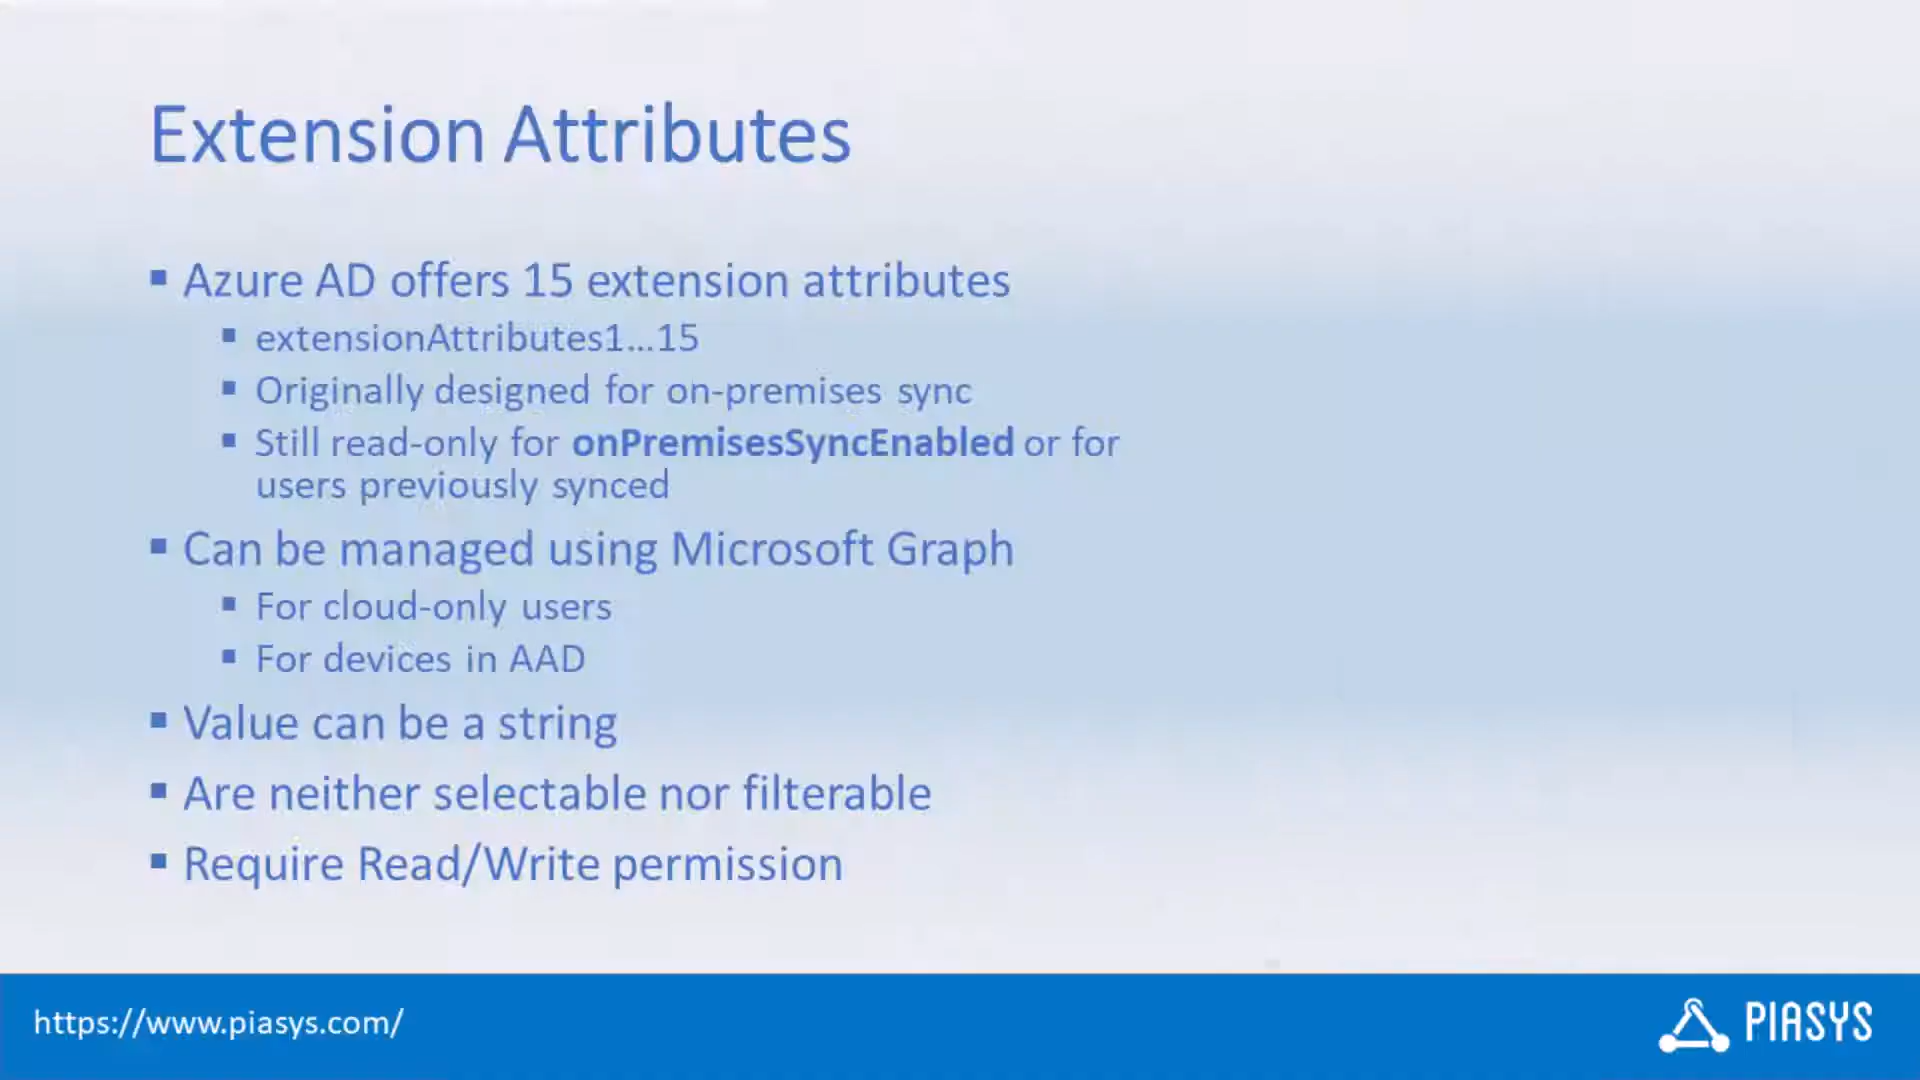 Extension Attributes
Azure AD offers 15 extension attributes
extensionAttributes1...15
Originally designed for on-premises sync
Still read-only for onPremisesSyncEnabled or for
users previously synced
Can be managed using Microsoft Graph
For cloud-only users
For devices in AAD
Value can be a string
Are neither selectable nor filterable
Require Read/Write permission
https://www.piasys.com/
PIASYS